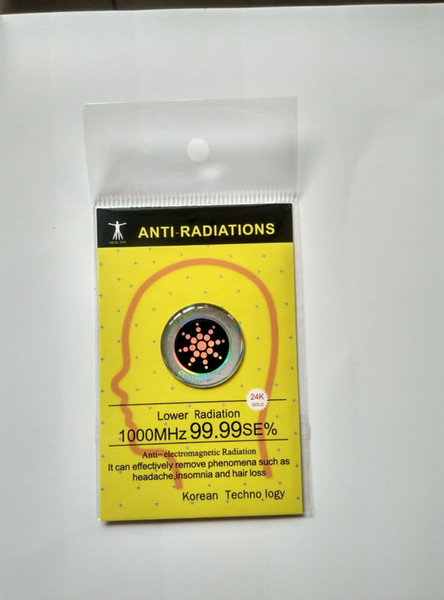 HEALTHY
ANTI-RADIATIONS
24K
GOLD
Lower Radiation
1000MHz 99.99SE%
Anti-electromagnetic Radiation
It can effectively remove phenomena such as
headache,insomnia and hair loss
Korean Techno logy